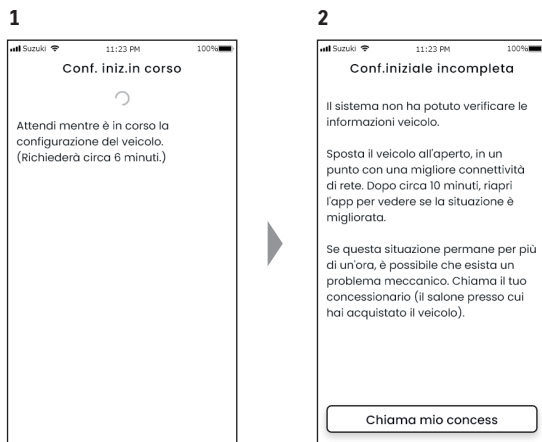 1
Suzuki 11:23 PM 100%
Conf. iniz.in corso
Attendi mentre è in corso la
configurazione del veicolo.
(Richiederà circa 6 minuti.)
2
Suzuki 11:23 PM 100%
Conf.iniziale incompleta
Il sistema non ha potuto verificare le
informazioni veicolo.
Sposta il veicolo all'aperto, in un
punto con una migliore connettività
di rete. Dopo circa 10 minuti, riapri
l'app per vedere se la situazione è
migliorata.
Se questa situazione permane per più
di un'ora, è possibile che esista un
problema meccanico. Chiama il tuo
concessionario (il salone presso cui
hai acquistato il veicolo).
Chiama mio concess